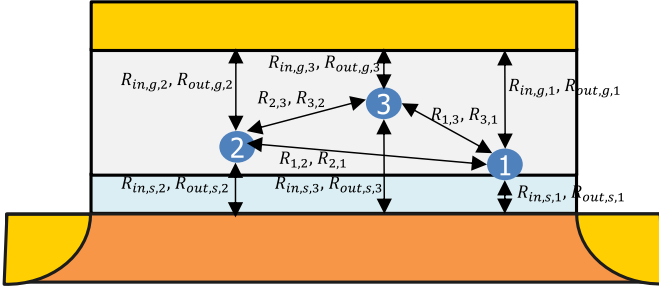 R_{in,g,3}, R_{out,g,3}
R_{in,g,2}, R_{out,g,2}
R_{in,g,1}, R_{out,g,1}
R_{2,3}, R_{3,2}
3
R_{1,3}, R_{3,1}
2
R_{1,2}, R_{2,1}
1
R_{in,s,2}, R_{out,s,2}
R_{in,s,3}, R_{out,s,3}
R_{in,s,1}, R_{out,s,1}